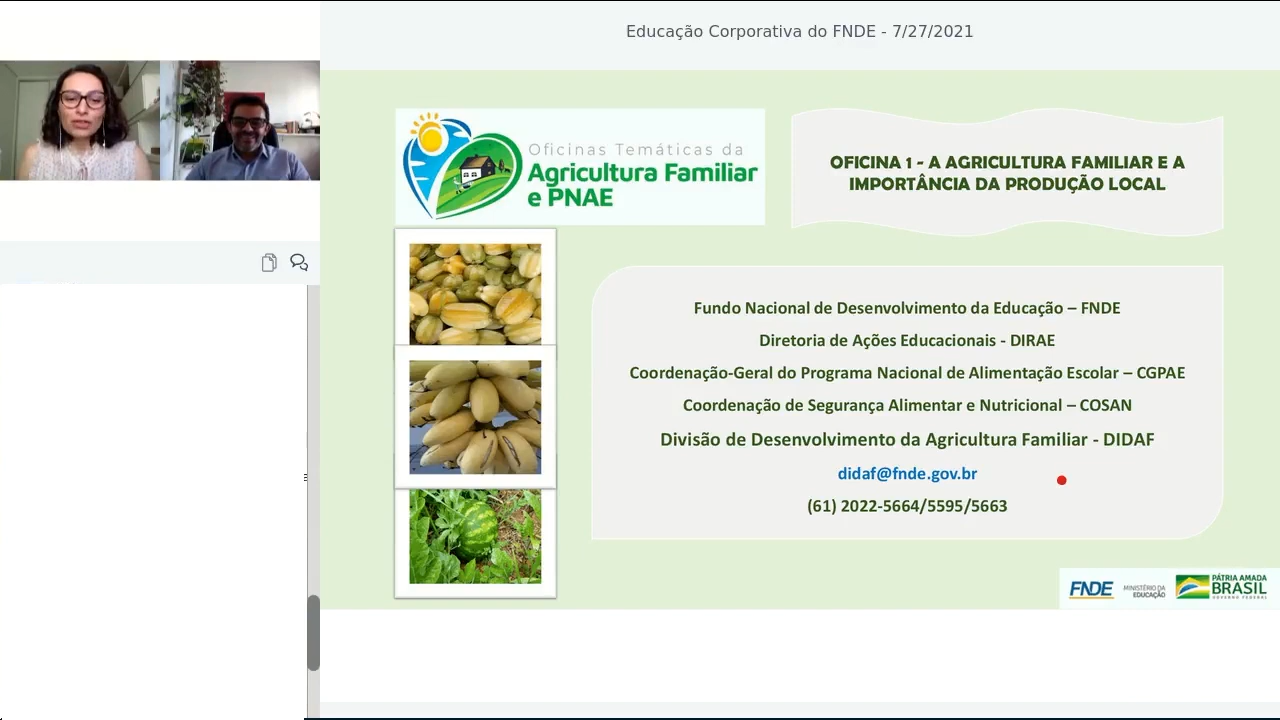 Educação Corporativa do FNDE - 7/27/2021
Oficinas Temáticas da
Agricultura Familiar
e PNAE
OFICINA 1 - A AGRICULTURA FAMILIAR E A
IMPORTÂNCIA DA PRODUÇÃO LOCAL
Fundo Nacional de Desenvolvimento da Educação – FNDE
Diretoria de Ações Educacionais - DIRAE
Coordenação-Geral do Programa Nacional de Alimentação Escolar – CGPAE
Coordenação de Segurança Alimentar e Nutricional – COSAN
Divisão de Desenvolvimento da Agricultura Familiar - DIDAF
didaf@fnde.gov.br
(61) 2022-5664/5595/5663
FNDE
MINISTÉRIO DA
EDUCAÇÃO
PÁTRIA AMADA
BRASIL
GOVERNO FEDERAL